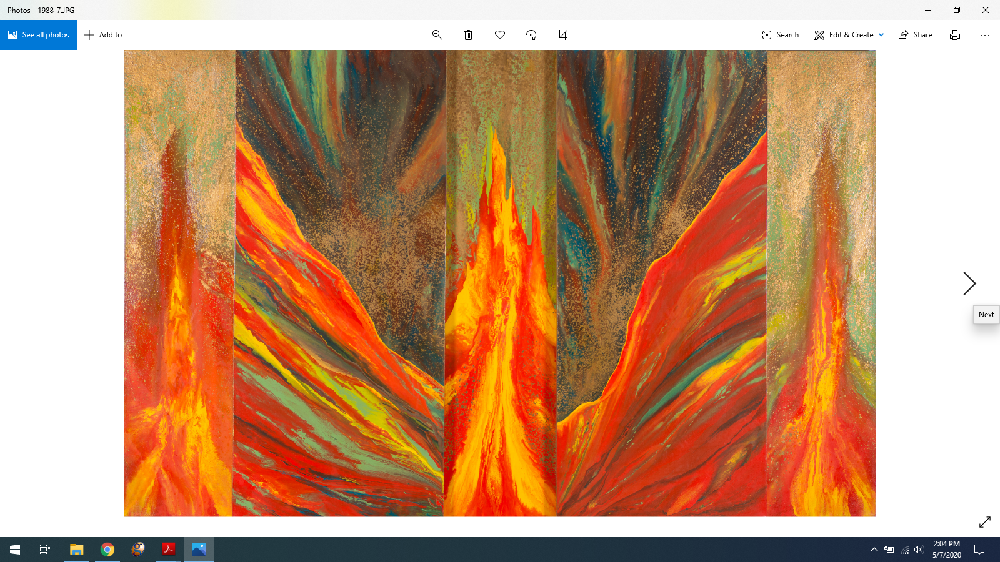 Photos - 1988-7.JPG
See all photos
Add to
Search
Edit & Create
Share
Next
2:04 PM
5/7/2020